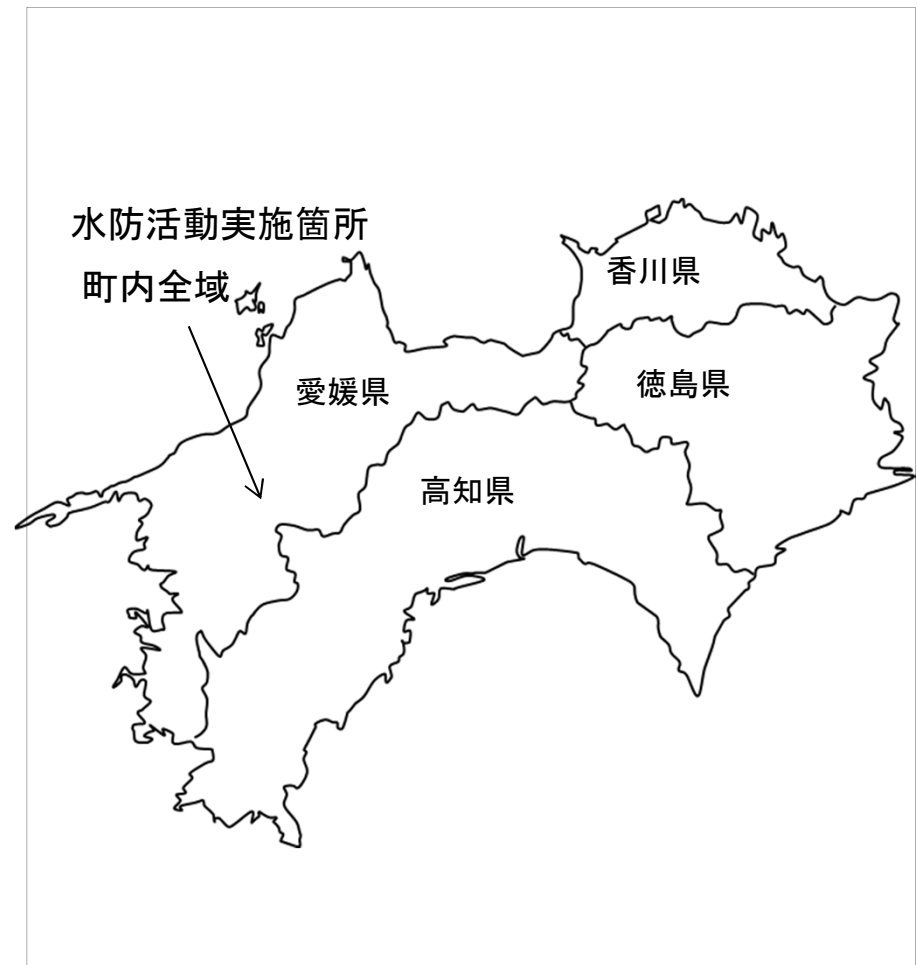 水防活動実施箇所
町内全域
香川県
愛媛県
徳島県
高知県